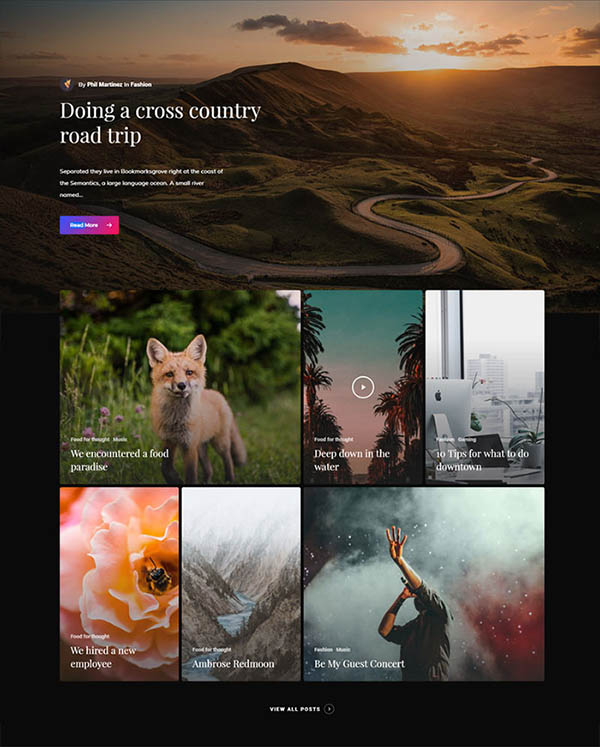 By Phil Martinez In Fashion
Doing a cross country
road trip
Separated they live in Bookmarksgrove right at the coast of
the Semantics, a large language ocean. A small river
named...
Read More
Food for thought Music
We encountered a food
paradise
Food for thought
Deep down in the
water
Fashion Gaming
10 Tips for what to do
downtown
Food for thought
We hired a new
employee
Food for thought
Ambrose Redmoon
Fashion Music
Be My Guest Concert
VIEW ALL POSTS